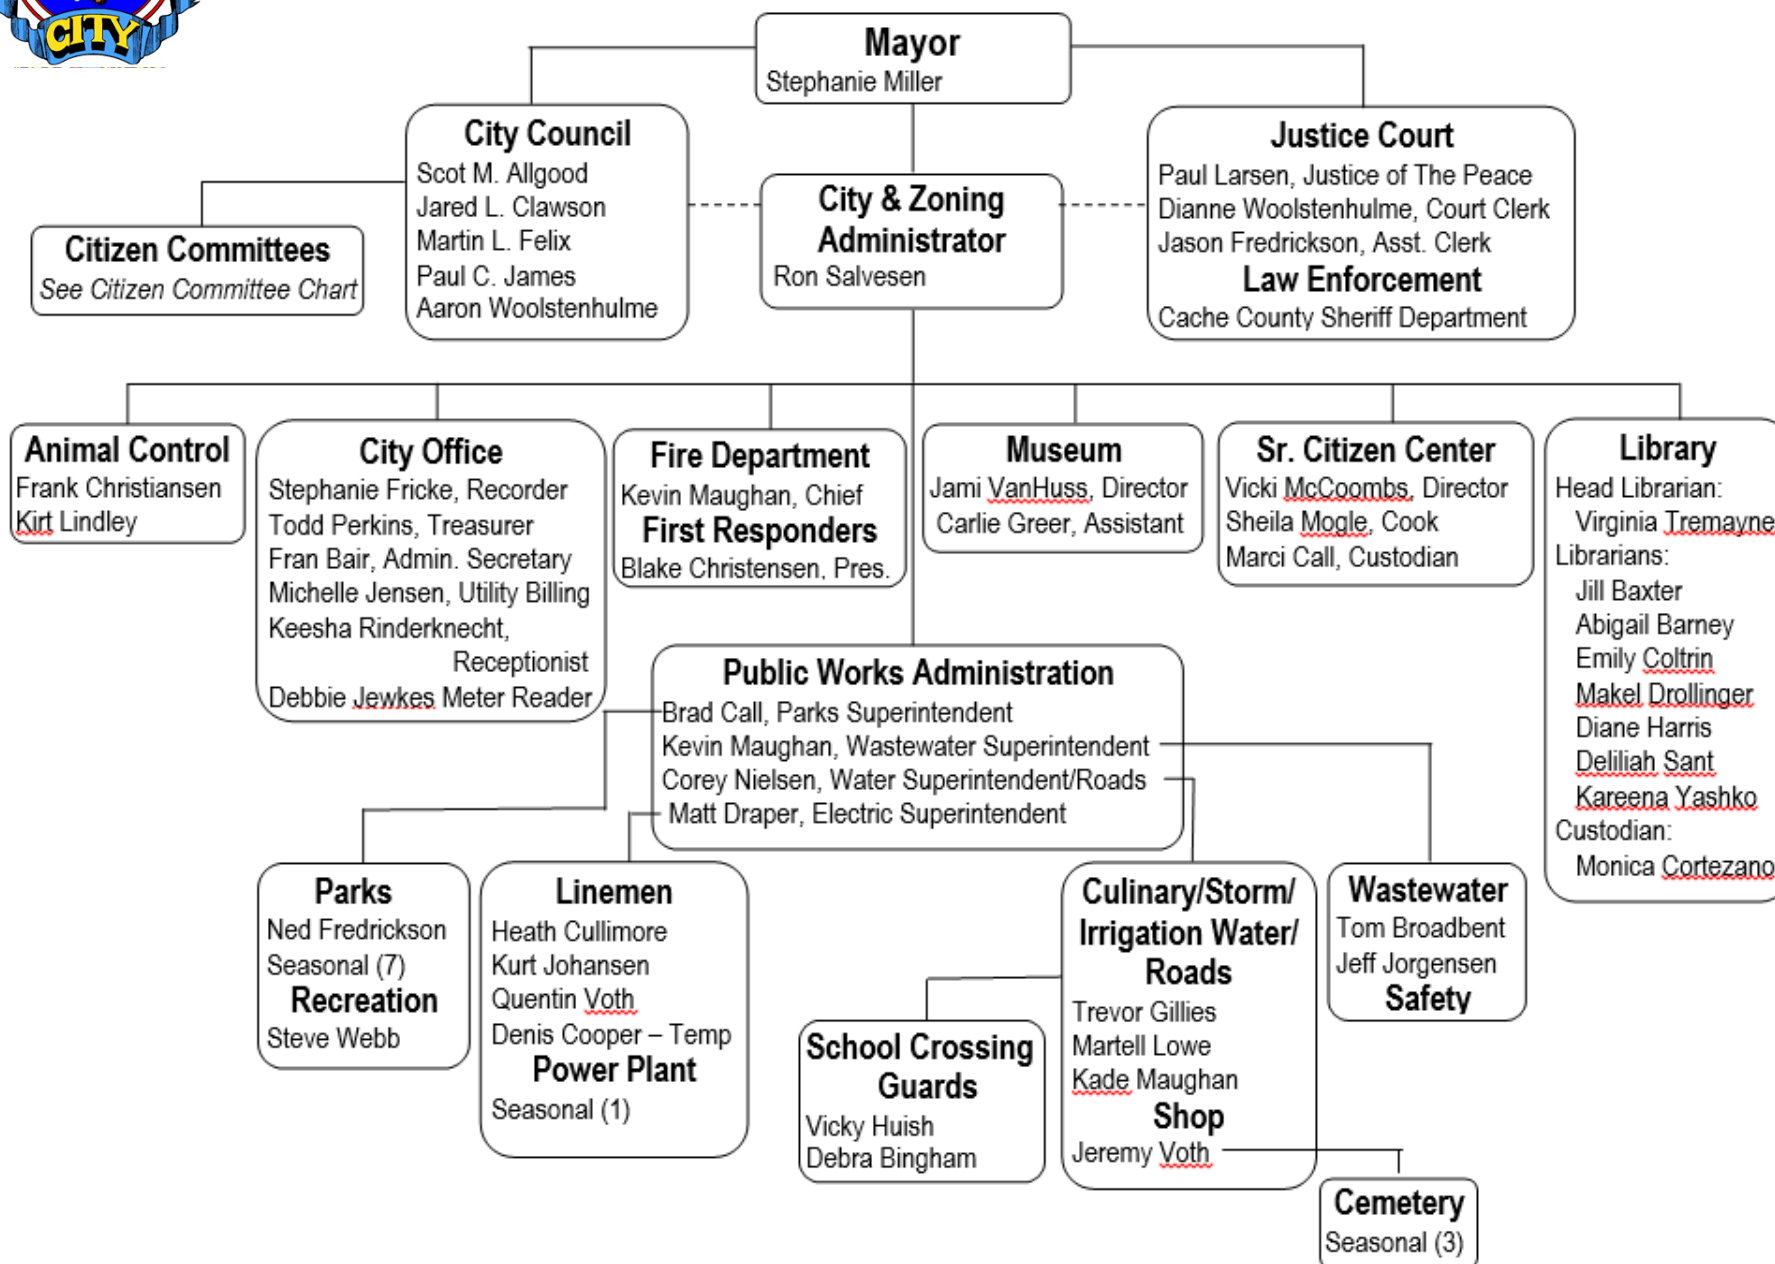 CITY
Mayor
Stephanie Miller
City Council
Scot M. Allgood
Jared L. Clawson
Martin L. Felix
Paul C. James
Aaron Woolstenhulme
City & Zoning
Administrator
Ron Salvesen
Justice Court
Paul Larsen, Justice of The Peace
Dianne Woolstenhulme, Court Clerk
Jason Fredrickson, Asst. Clerk
Law Enforcement
Cache County Sheriff Department
Citizen Committees
See Citizen Committee Chart
Animal Control
Frank Christiansen
Kirt Lindley
City Office
Stephanie Fricke, Recorder
Todd Perkins, Treasurer
Fran Bair, Admin. Secretary
Michelle Jensen, Utility Billing
Keesha Rinderknecht,
Receptionist
Debbie Jewkes Meter Reader
Fire Department
Kevin Maughan, Chief
First Responders
Blake Christensen, Pres.
Museum
Jami VanHuss, Director
Carlie Greer, Assistant
Sr. Citizen Center
Vicki McCoombs, Director
Sheila Mogle, Cook
Marci Call, Custodian
Library
Head Librarian:
Virginia Tremayne
Librarians:
Jill Baxter
Abigail Barney
Emily Coltrin
Makel Drollinger
Diane Harris
Deliliah Sant
Kareena Yashko
Custodian:
Monica Cortezano
Public Works Administration
Brad Call, Parks Superintendent
Kevin Maughan, Wastewater Superintendent
Corey Nielsen, Water Superintendent/Roads
Matt Draper, Electric Superintendent
Parks
Ned Fredrickson
Seasonal (7)
Recreation
Steve Webb
Linemen
Heath Cullimore
Kurt Johansen
Quentin Voth
Denis Cooper – Temp
Power Plant
Seasonal (1)
School Crossing
Guards
Vicky Huish
Debra Bingham
Culinary/Storm/
Irrigation Water/
Roads
Trevor Gillies
Martell Lowe
Kade Maughan
Shop
Jeremy Voth
Wastewater
Tom Broadbent
Jeff Jorgensen
Safety
Cemetery
Seasonal (3)